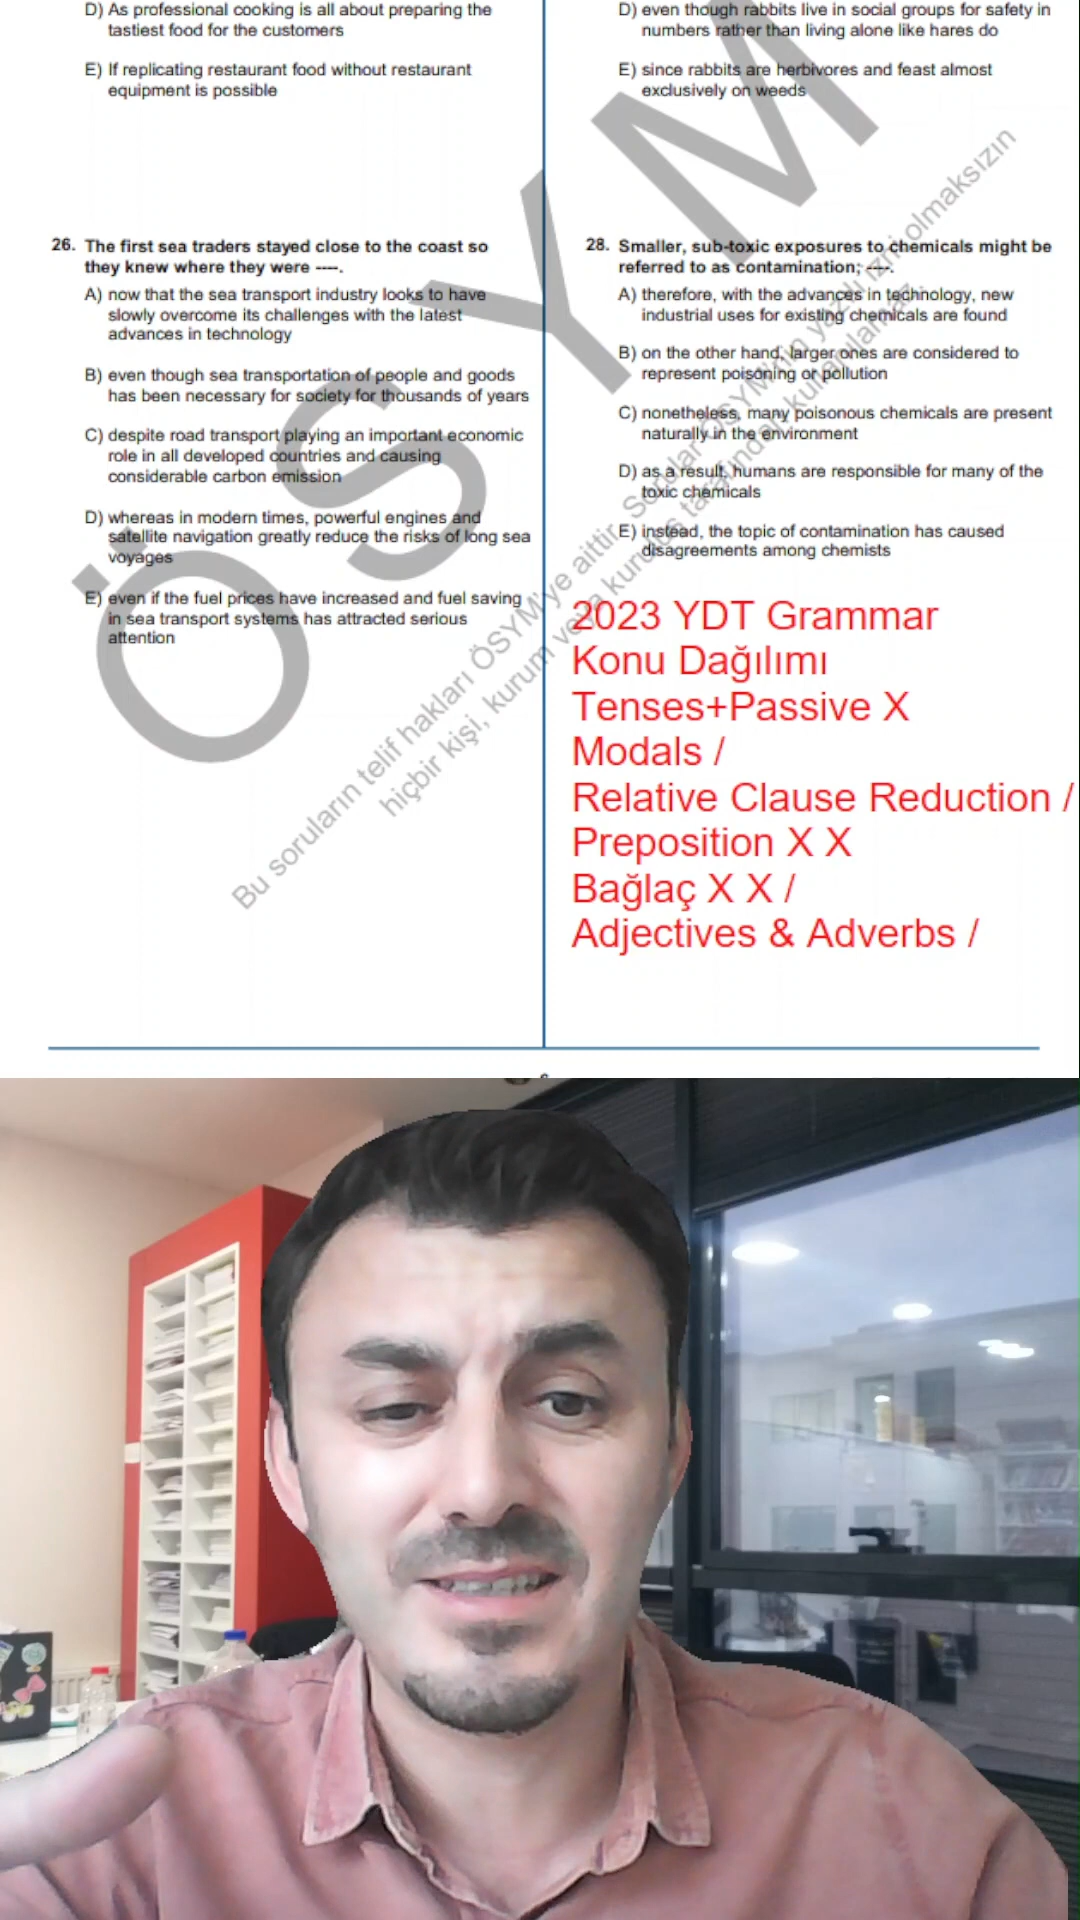 D) As professional cooking is all about preparing the
tastiest food for the customers
E) If replicating restaurant food without restaurant
equipment is possible
26. The first sea traders stayed close to the coast so
they knew where they were ----.
A) now that the sea transport industry looks to have
slowly overcome its challenges with the latest
advances in technology
B) even though sea transportation of people and goods
has been necessary for society for thousands of years
C) despite road transport playing an important economic
role in all developed countries and causing
considerable carbon emission
D) whereas in modern times, powerful engines and
satellite navigation greatly reduce the risks of long sea
voyages
E) even if the fuel prices have increased and fuel saving
in sea transport systems has attracted serious
attention
D) even though rabbits live in social groups for safety in
numbers rather than living alone like hares do
E) since rabbits are herbivores and feast almost
exclusively on weeds
28. Smaller, sub-toxic exposures to chemicals might be
referred to as contamination; ----.
A) therefore, with the advances in technology, new
industrial uses for existing chemicals are found
B) on the other hand, larger ones are considered to
represent poisoning or pollution
C) nonetheless, many poisonous chemicals are present
naturally in the environment
D) as a result, humans are responsible for many of the
toxic chemicals
E) instead, the topic of contamination has caused
disagreements among chemists
2023 YDT Grammar
Konu Dağılımı
Tenses+Passive X
Modals /
Relative Clause Reduction /
Preposition X X
Bağlaç X X /
Adjectives & Adverbs /
ÖSYM
Bu soruların telif hakları ÖSYM'ye aittir. Sorular ÖSYM'nin yazılı izni olmaksızın
hiçbir kişi, kurum veya kuruluş tarafından kullanılamaz.